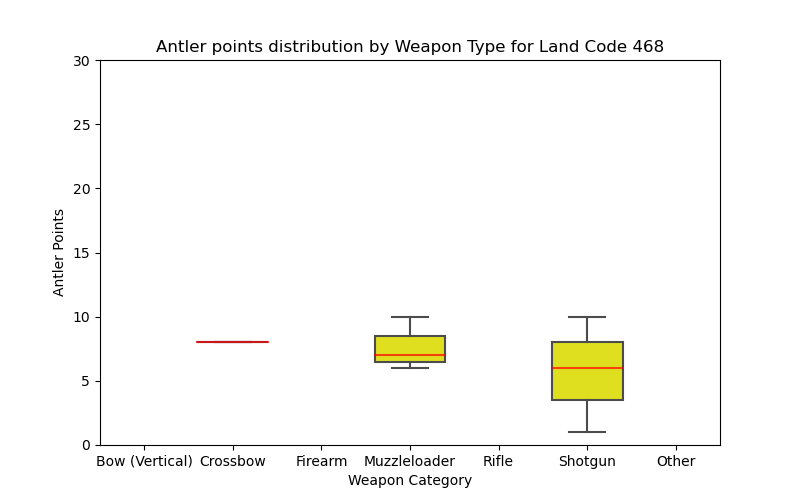 Antler points distribution by Weapon Type for Land Code 468
30
25
20
15
10
5
0
Antler Points
Bow (Vertical) Crossbow Firearm Muzzleloader Rifle Shotgun Other
Weapon Category